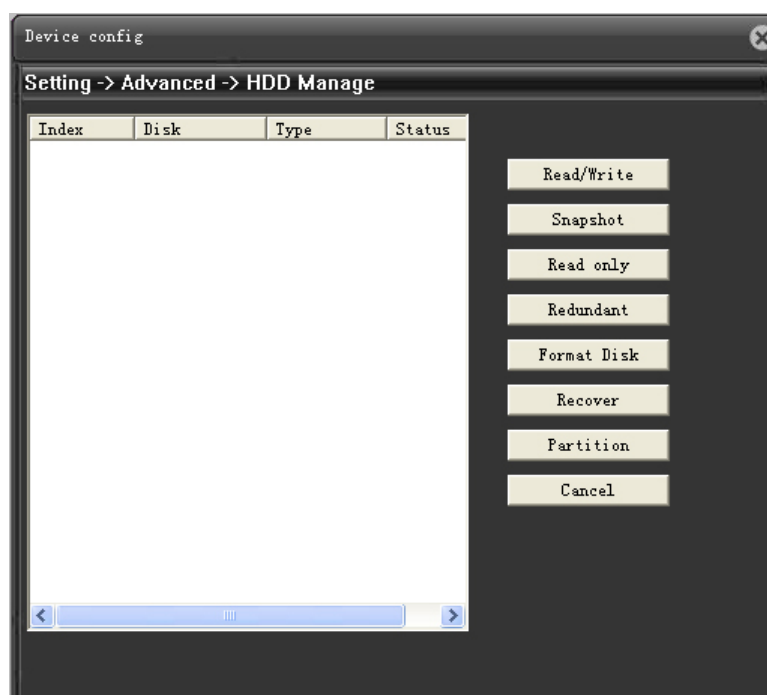 Device config
Setting -> Advanced -> HDD Manage
Index Disk Type Status
Read/Write
Snapshot
Read only
Redundant
Format Disk
Recover
Partition
Cancel